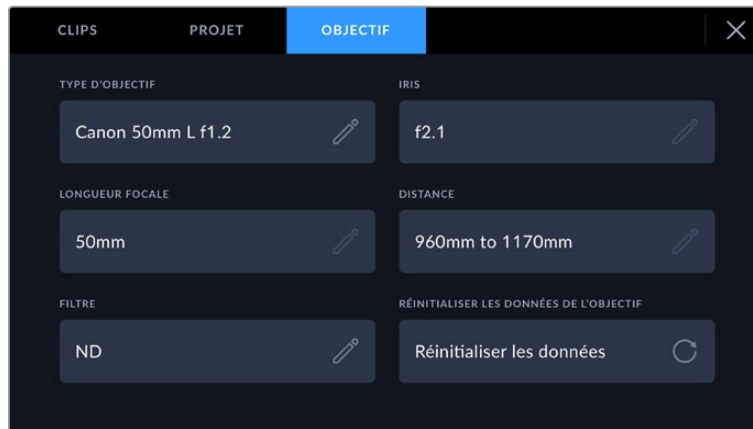 CLIPS PROJET OBJECTIF
TYPE D'OBJECTIF IRIS
Canon 50mm L f1.2 f2.1
LONGUEUR FOCALE DISTANCE
50mm 960mm to 1170mm
FILTRE RÉINITIALISER LES DONNÉES DE L'OBJECTIF
ND Réinitialiser les données